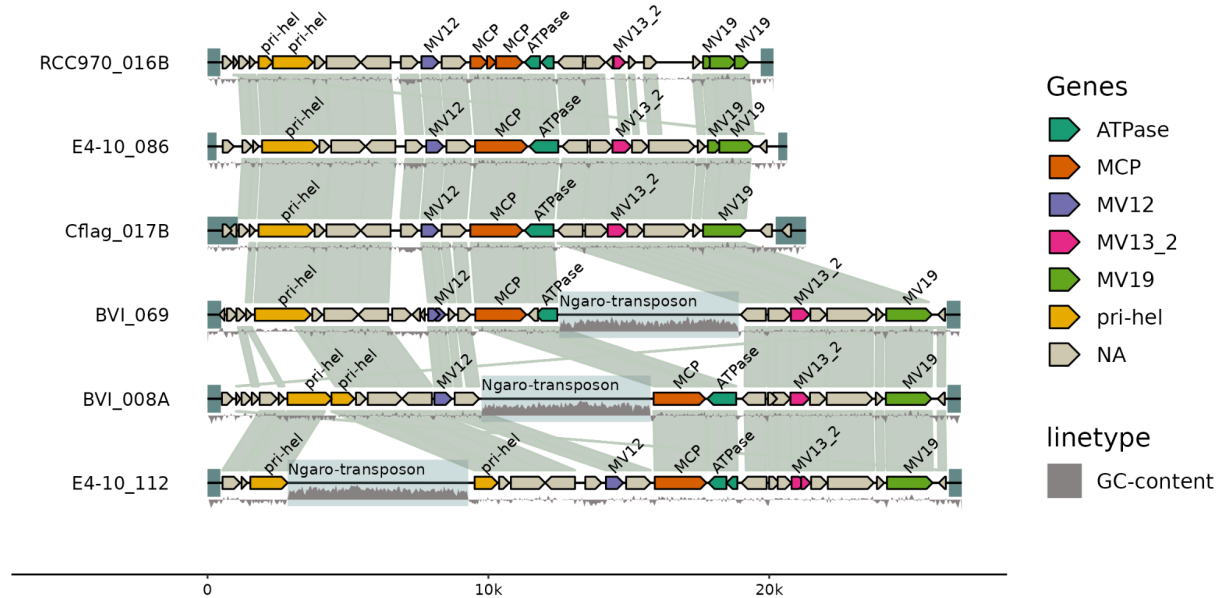 pri-hel pri-hel MV12 MCP MCP ATPase MV13_2 MV19 MV19
RCC970_016B
pri-hel MV12 MCP ATPase MV13_2 MV19 MV19
E4-10_086
pri-hel MV12 MCP ATPase MV13_2 MV19
Cflag_017B
pri-hel MV12 MCP ATPase Ngaro-transposon MV13_2 MV19
BVI_069
pri-hel pri-hel MV12 Ngaro-transposon MCP ATPase MV13_2 MV19
BVI_008A
pri-hel Ngaro-transposon pri-hel MV12 MCP ATPase MV13_2 MV19
E4-10_112
0 10k 20k
Genes
ATPase
MCP
MV12
MV13_2
MV19
pri-hel
NA
linetype
GC-content